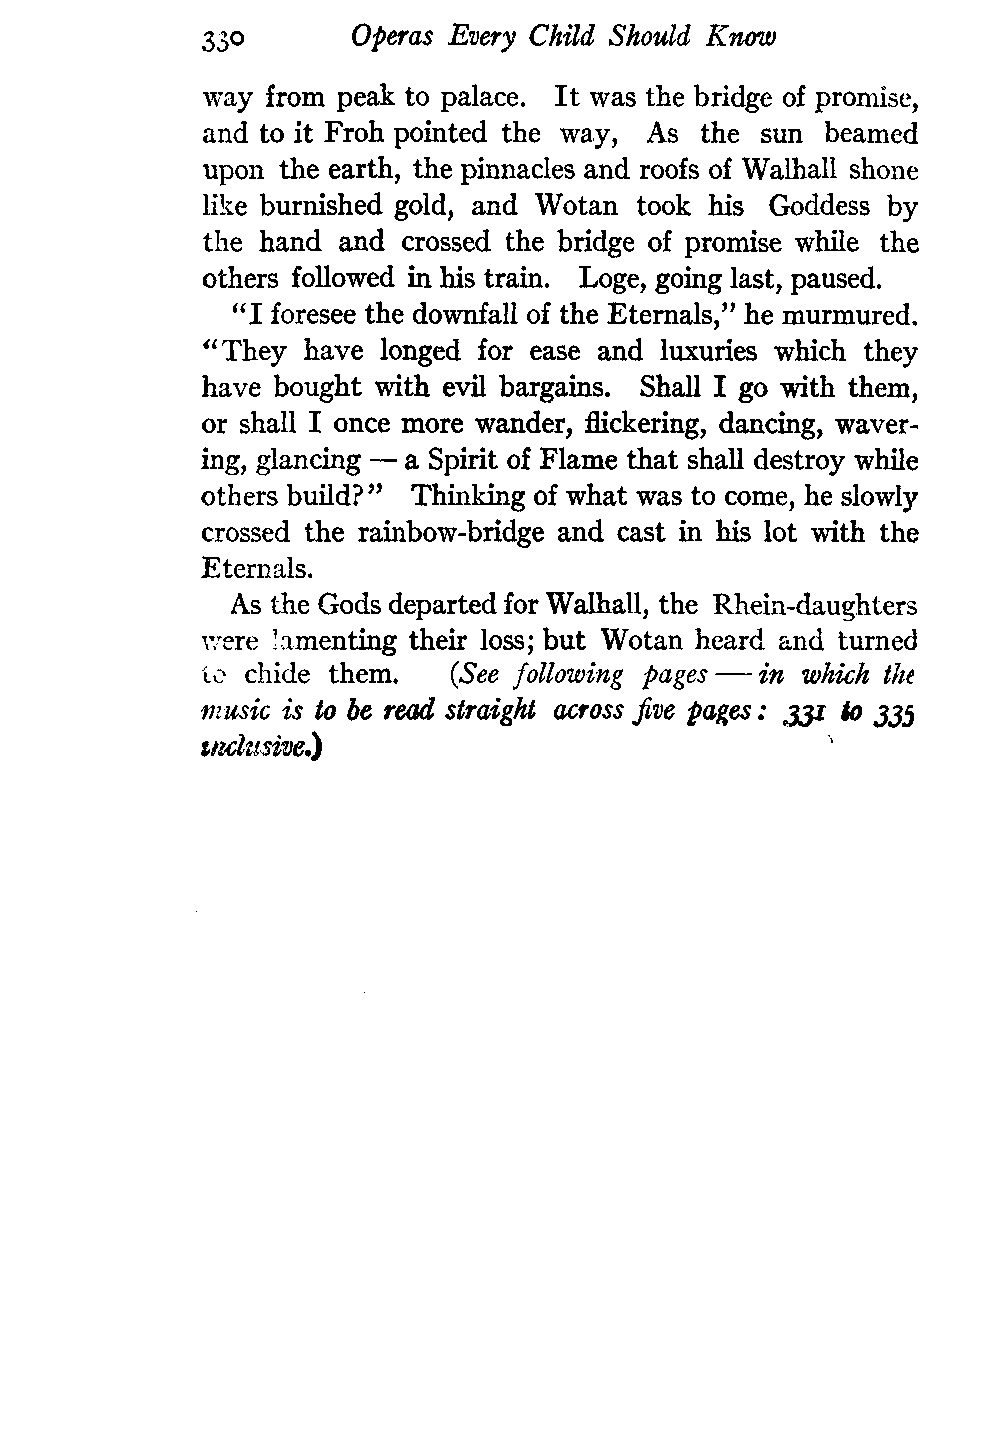 330 Operas Every Child Should Know
way from peak to palace. It was the bridge of promise,
and to it Froh pointed the way, As the sun beamed
upon the earth, the pinnacles and roofs of Walhall shone
like burnished gold, and Wotan took his Goddess by
the hand and crossed the bridge of promise while the
others followed in his train. Loge, going last, paused.
"I foresee the downfall of the Eternals," he murmured.
"They have longed for ease and luxuries which they
have bought with evil bargains. Shall I go with them,
or shall I once more wander, flickering, dancing, waver-
ing, glancing — a Spirit of Flame that shall destroy while
others build?" Thinking of what was to come, he slowly
crossed the rainbow-bridge and cast in his lot with the
Eternals.
As the Gods departed for Walhall, the Rhein-daughters
were lamenting their loss; but Wotan heard and turned
to chide them. (See following pages — in which the
music is to be read straight across five pages: 331 to 335
inclusive.)